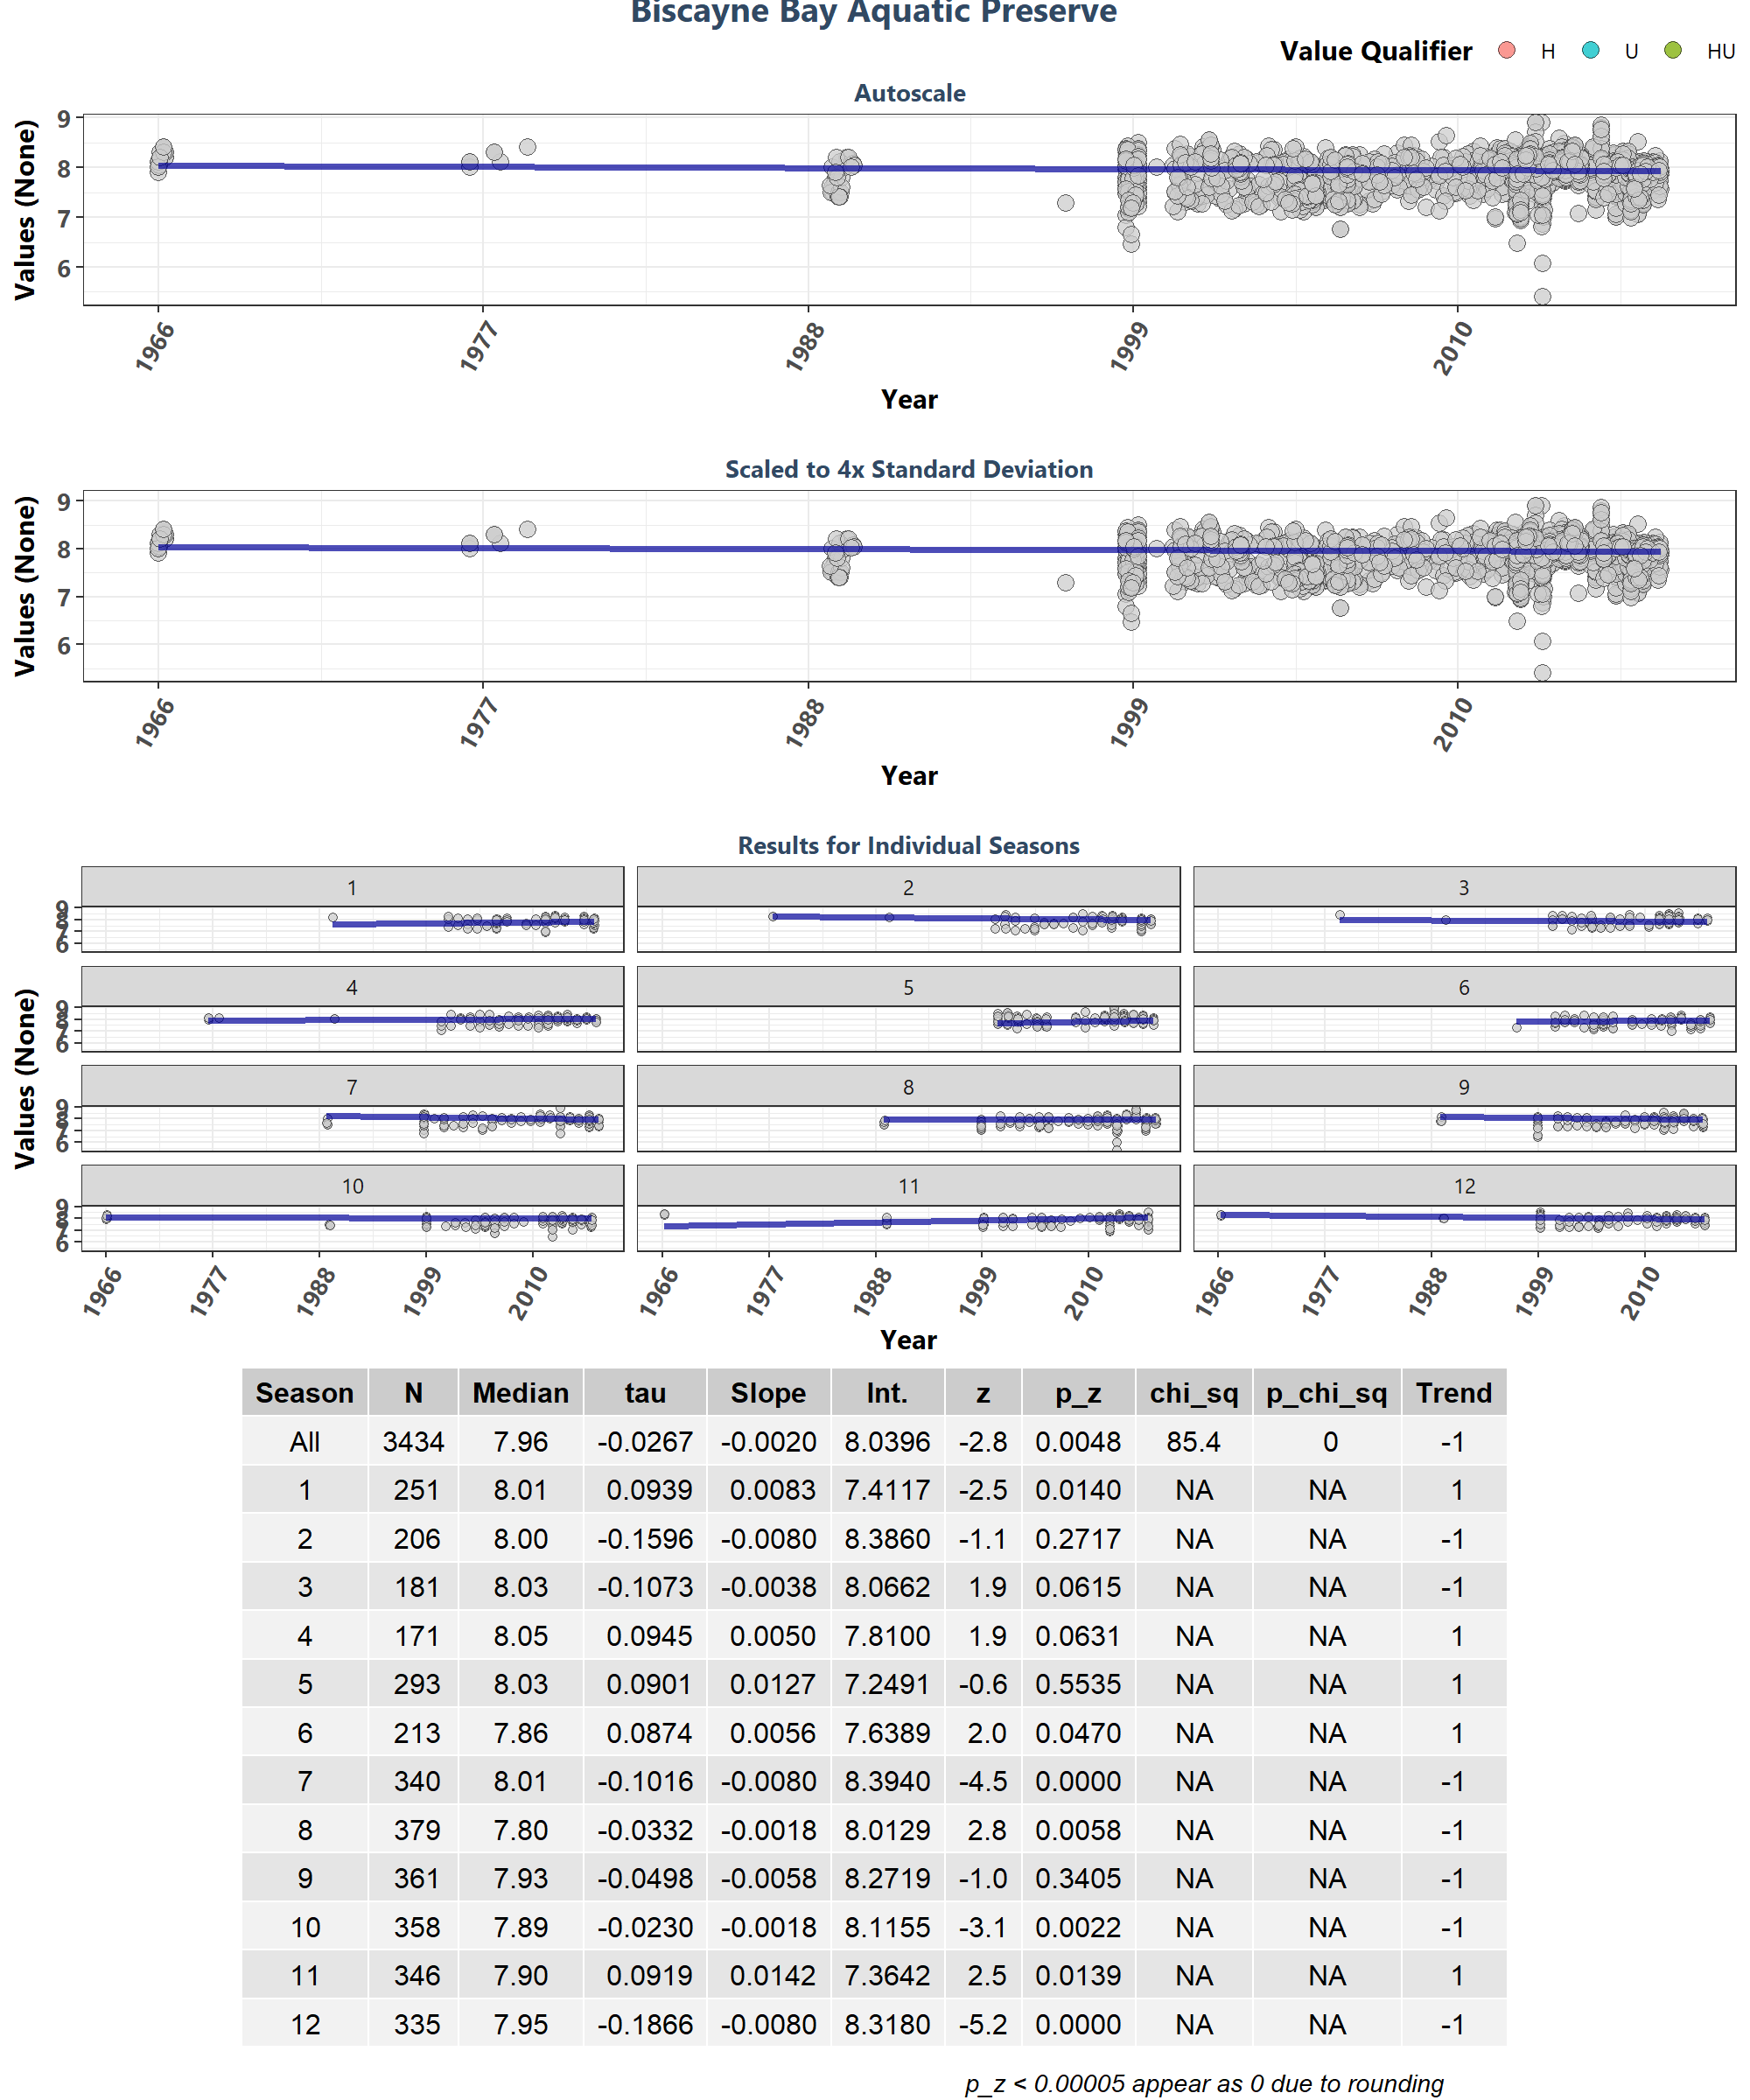 Biscayne Bay Aquatic Preserve
Value Qualifier H U HU
Autoscale
9
8
7
6
Values (None)
1966 1977 1988 1999 2010
Year
Scaled to 4x Standard Deviation
9
8
7
6
Values (None)
1966 1977 1988 1999 2010
Year
Results for Individual Seasons
1 2 3
9
8
7
6
4 5 6
9
8
7
6
Values (None)
7 8 9
9
8
7
6
10 11 12
9
8
7
6
1966 1977 1988 1999 2010 1966 1977 1988 1999 2010 1966 1977 1988 1999 2010
Year
Season N Median tau Slope Int. z p_z chi_sq p_chi_sq Trend
All 3434 7.96 -0.0267 -0.0020 8.0396 -2.8 0.0048 85.4 0 -1
1 251 8.01 0.0939 0.0083 7.4117 -2.5 0.0140 NA NA 1
2 206 8.00 -0.1596 -0.0080 8.3860 -1.1 0.2717 NA NA -1
3 181 8.03 -0.1073 -0.0038 8.0662 1.9 0.0615 NA NA -1
4 171 8.05 0.0945 0.0050 7.8100 1.9 0.0631 NA NA 1
5 293 8.03 0.0901 0.0127 7.2491 -0.6 0.5535 NA NA 1
6 213 7.86 0.0874 0.0056 7.6389 2.0 0.0470 NA NA 1
7 340 8.01 -0.1016 -0.0080 8.3940 -4.5 0.0000 NA NA -1
8 379 7.80 -0.0332 -0.0018 8.0129 2.8 0.0058 NA NA -1
9 361 7.93 -0.0498 -0.0058 8.2719 -1.0 0.3405 NA NA -1
10 358 7.89 -0.0230 -0.0018 8.1155 -3.1 0.0022 NA NA -1
11 346 7.90 0.0919 0.0142 7.3642 2.5 0.0139 NA NA 1
12 335 7.95 -0.1866 -0.0080 8.3180 -5.2 0.0000 NA NA -1
p_z < 0.00005 appear as 0 due to rounding